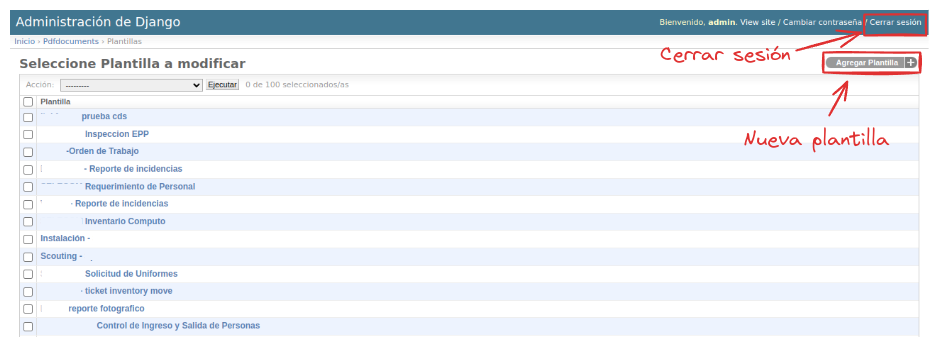 Administración de Django
Bienvenido, admin. View site / Cambiar contraseña / Cerrar sesión
Inicio › Pdfdocuments › Plantillas
Cerrar sesión
Seleccione Plantilla a modificar
Agregar Plantilla +
Acción: --------- Ejecutar 0 de 100 seleccionados/as
Plantilla
Nueva plantilla
prueba cds
Inspeccion EPP
-Orden de Trabajo
- Reporte de incidencias
Requerimiento de Personal
- Reporte de incidencias
Inventario Computo
Instalación -
Scouting -
Solicitud de Uniformes
- ticket inventory move
reporte fotografico
Control de Ingreso y Salida de Personas